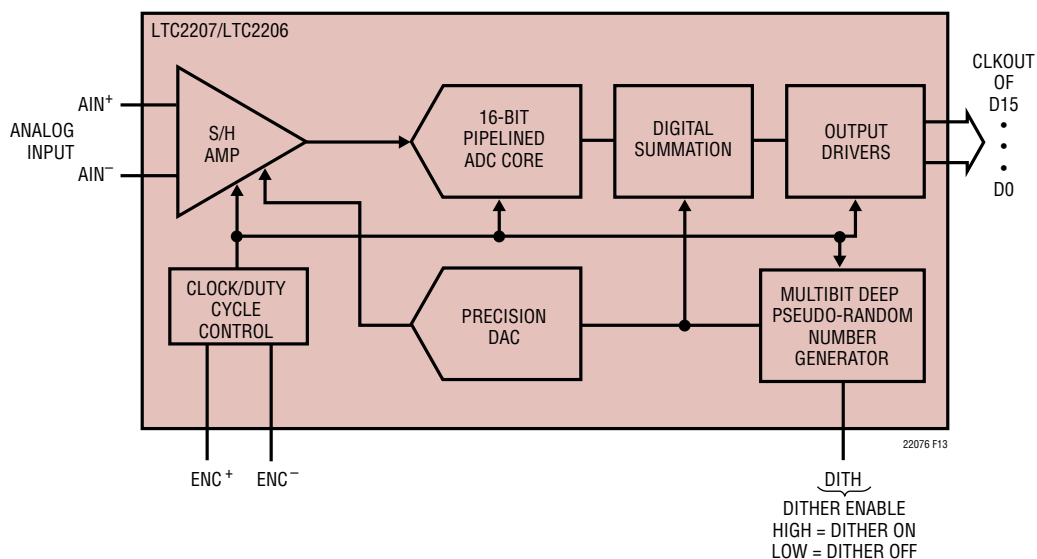 LTC2207/LTC2206
AIN+
ANALOG
INPUT
AIN−
S/H
AMP
16-BIT
PIPELINED
ADC CORE
DIGITAL
SUMMATION
OUTPUT
DRIVERS
CLKOUT
OF
D15
•
•
•
D0
CLOCK/DUTY
CYCLE
CONTROL
PRECISION
DAC
MULTIBIT DEEP
PSEUDO-RANDOM
NUMBER
GENERATOR
22076 F13
ENC+
ENC−
DITH
DITHER ENABLE
HIGH = DITHER ON
LOW = DITHER OFF